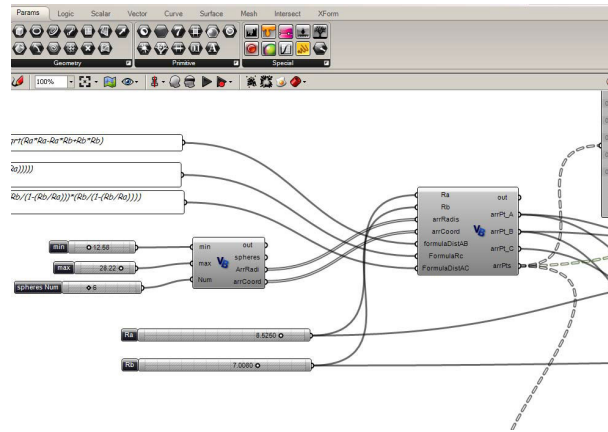 Params Logic Scalar Vector Curve Surface Mesh Intersect XForm
Geometry Primitive Special
100%
grt(Ra*Ra-Ra*Rb+Rb*Rb)
Ra)))))
Rb/(1-(Rb/Ra)))*(Rb/(1-(Rb/Ra))))
min 12.58
max 28.22
spheres Num 6
min out
max spheres
Num ArrRadi
arrCoord
Ra out
Rb arrPt_A
arrRadis arrPt_B
arrCoord arrPt_C
formulaDistAB arrPts
FormulaRc
FormulaDistAC
Ra 8.5260
Rb 7.0080